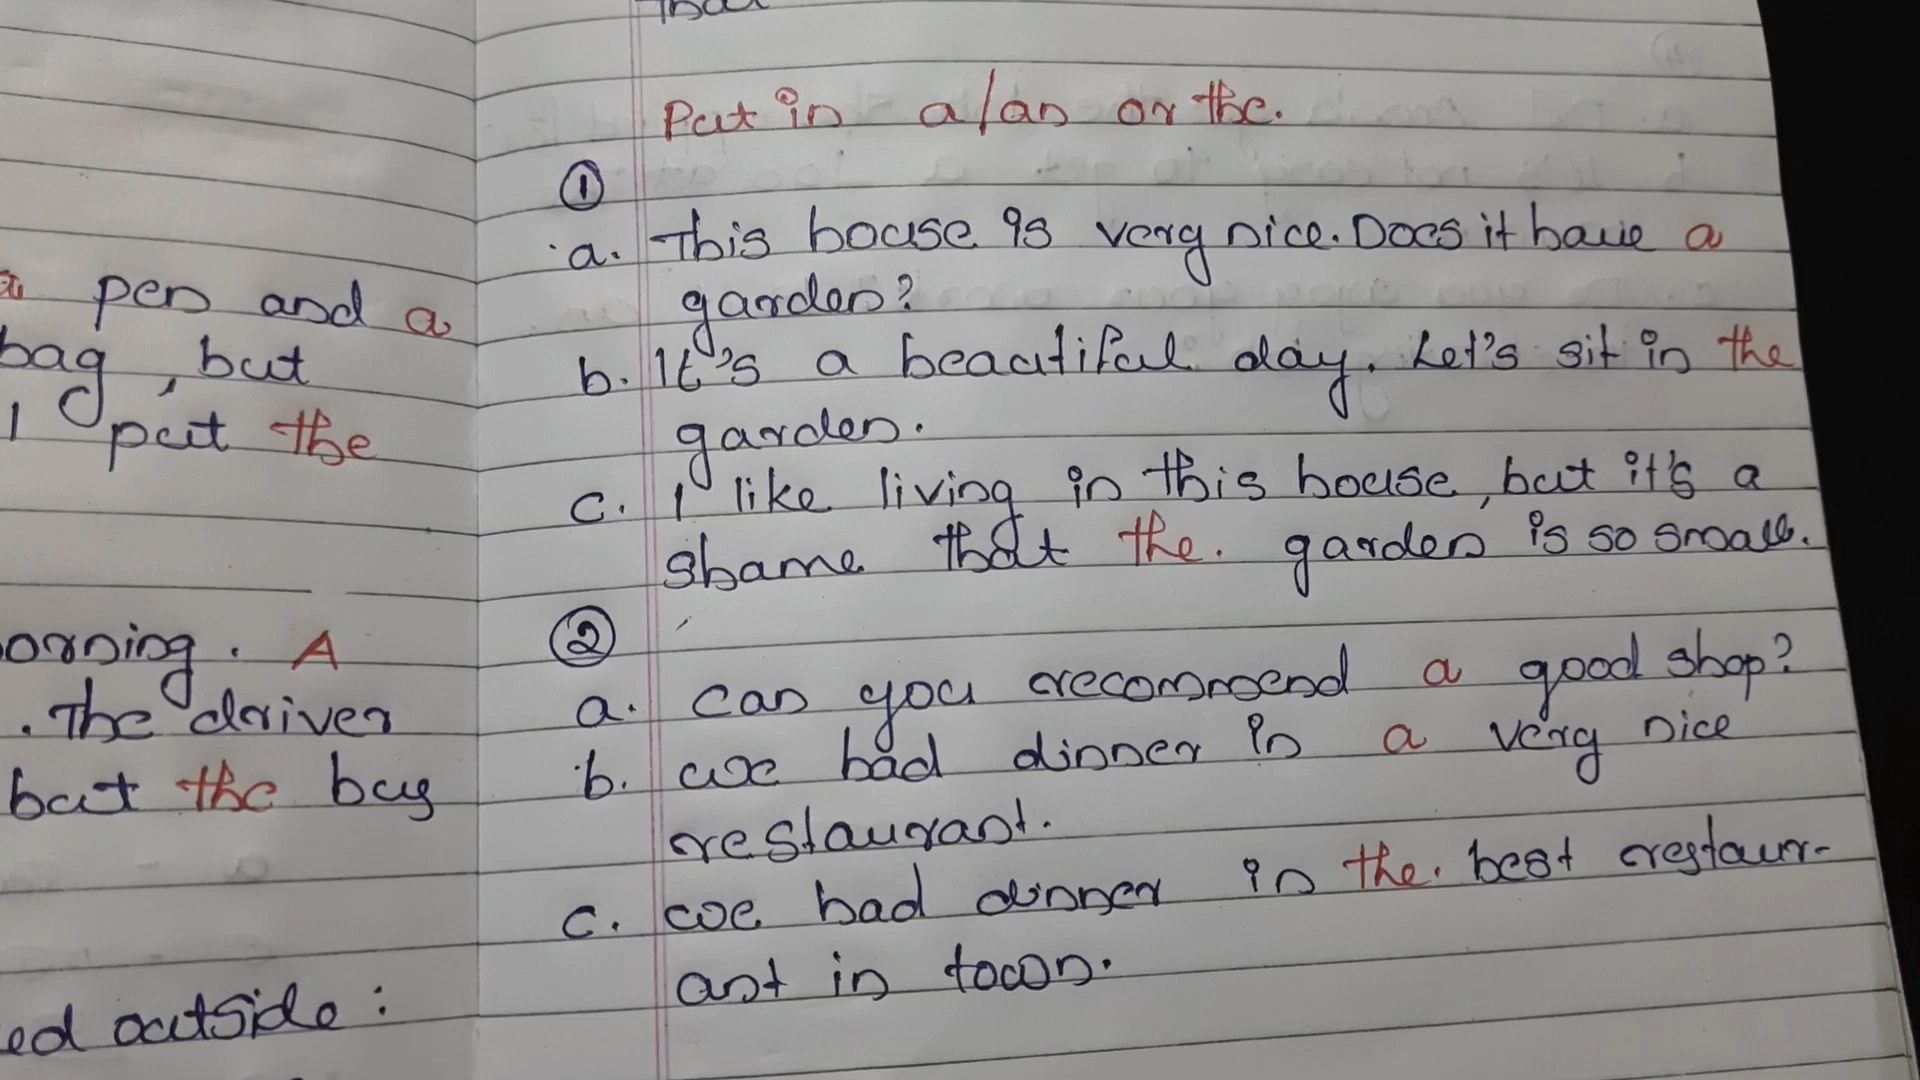 pen and a
bag, but
I put the
orning. A
. The driver
but the bus
ed outside:
Put in a/an or the.
①
a. This house is very nice. Does it have a
garden?
b. It's a beautiful day. Let's sit in the
garden.
c. I like living in this house, but it's a
shame that the. garden is so small.
②
a. can you recommend a good shop?
b. we had dinner in a very nice
restaurant.
c. we had dinner in the. best restaur-
ant in town.